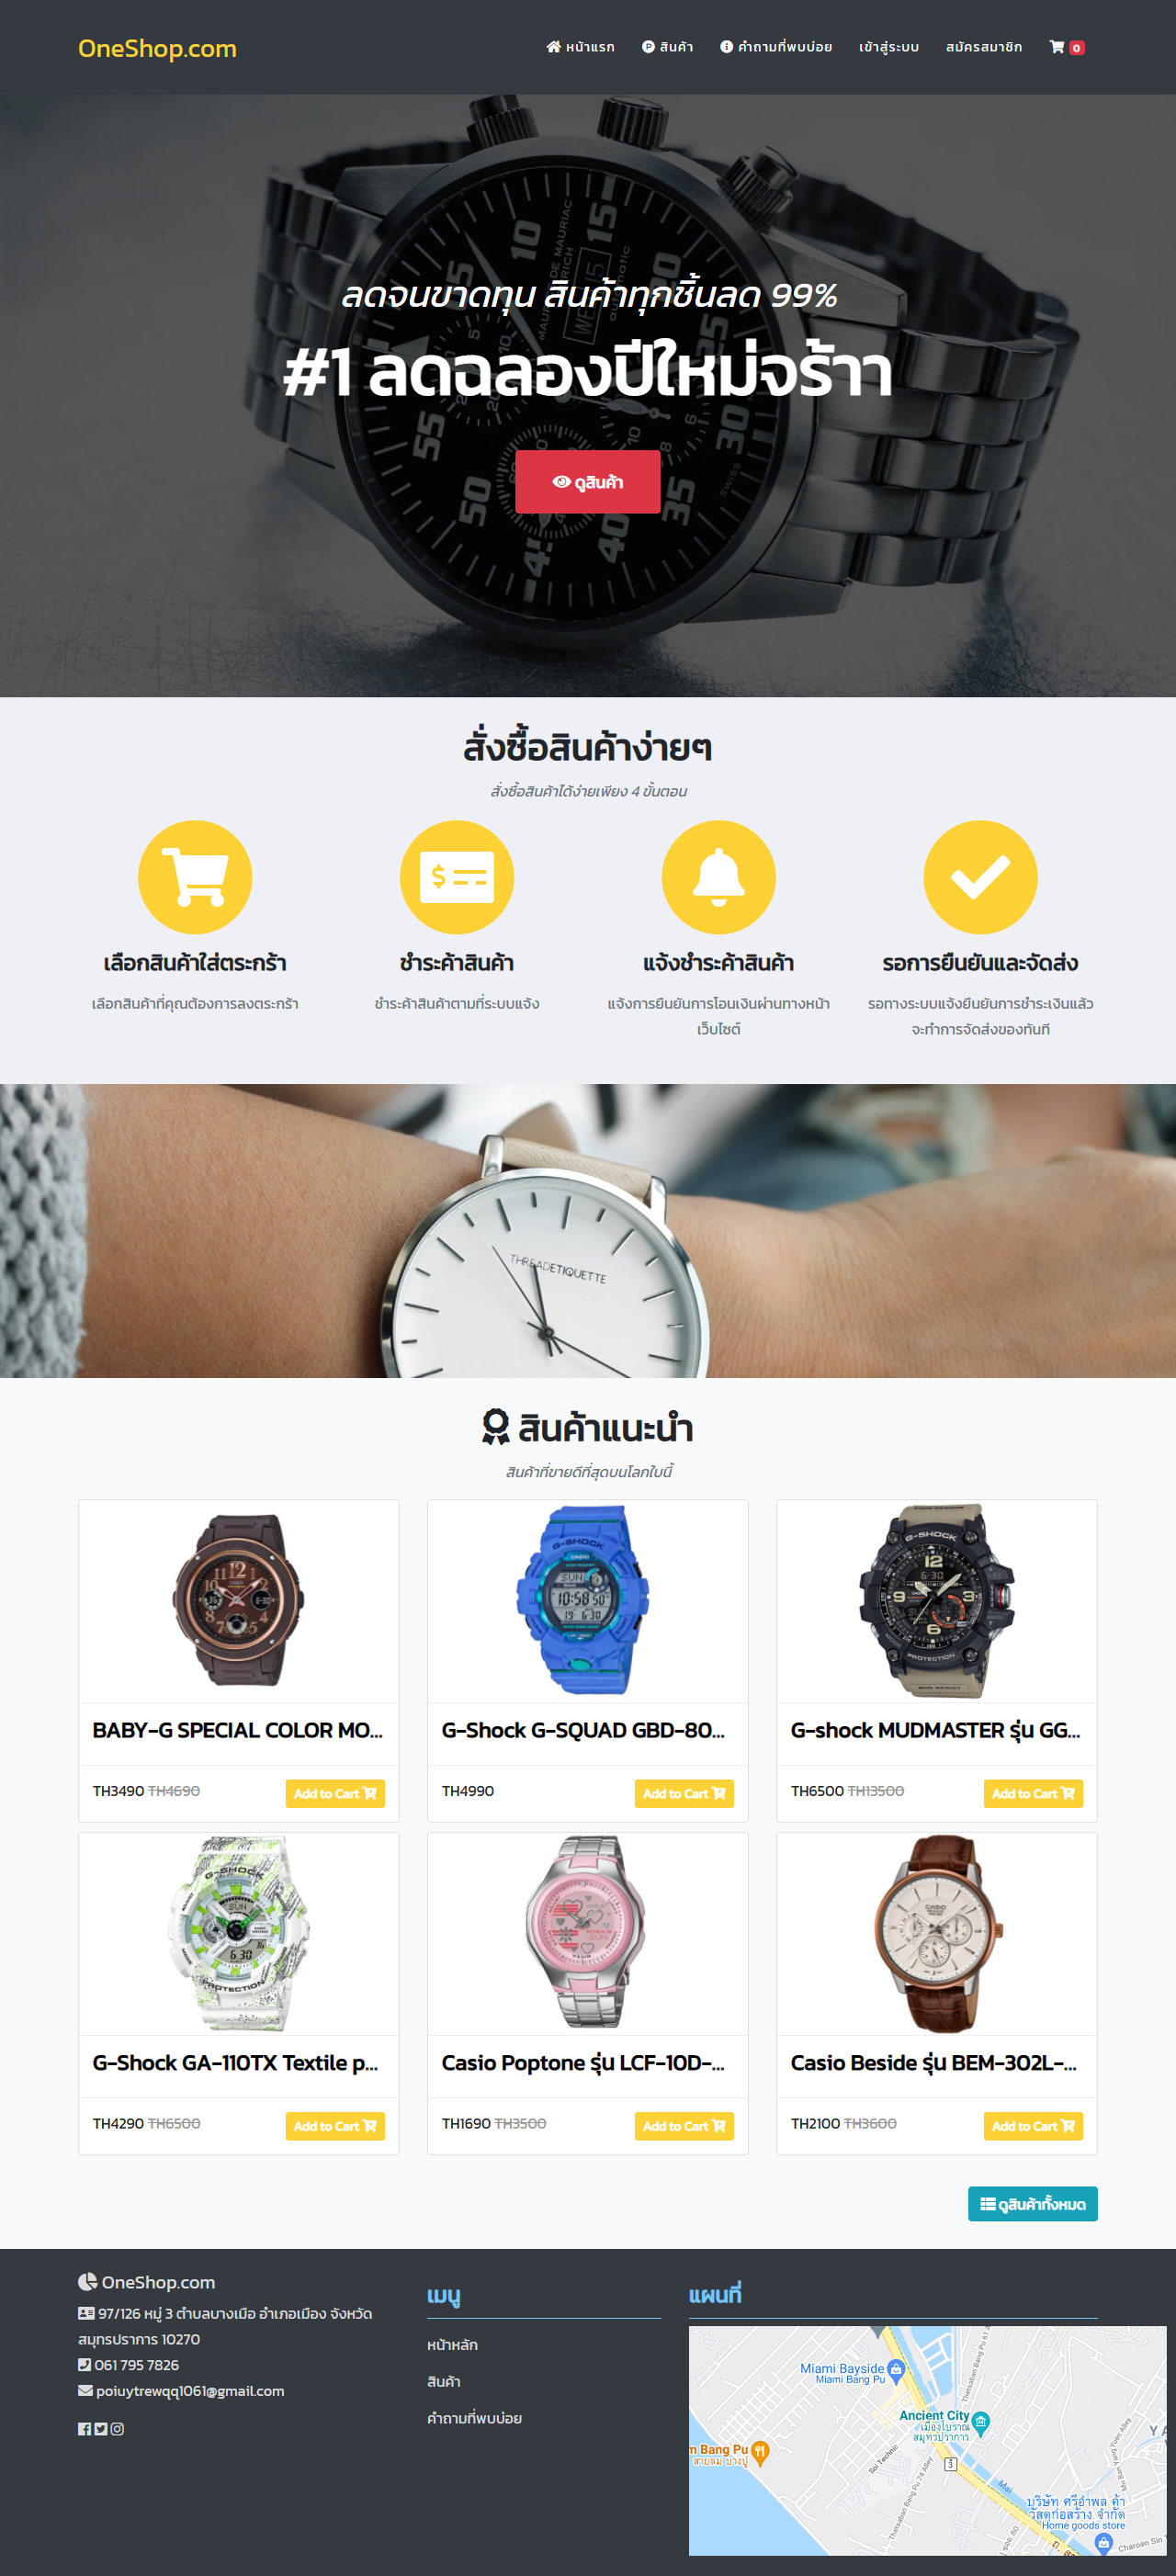 OneShop.com
หน้าแรก
สินค้า
คำถามที่พบบ่อย
เข้าสู่ระบบ
สมัครสมาชิก
0
ลดจนขาดทุน สินค้าทุกชิ้นลด 99%
#1 ลดฉลองปีใหม่จร้าา
ดูสินค้า
สั่งซื้อสินค้าง่ายๆ
สั่งซื้อสินค้าได้ง่ายเพียง 4 ขั้นตอน
เลือกสินค้าใส่ตระกร้า
เลือกสินค้าที่คุณต้องการลงตระกร้า
ชำระค้าสินค้า
ชำระค้าสินค้าตามที่ระบบแจ้ง
แจ้งชำระค้าสินค้า
แจ้งการยืนยันการโอนเงินผ่านทางหน้า
เว็บไซต์
รอการยืนยันและจัดส่ง
รอทางระบบแจ้งยืนยันการชำระเงินแล้ว
จะทำการจัดส่งของทันที
THREADETIQUETTE
สินค้าแนะนำ
สินค้าที่ขายดีที่สุดบนโลกใบนี้
BABY-G SPECIAL COLOR MO...
TH3490 TH4690
Add to Cart
G-Shock G-SQUAD GBD-80...
TH4990
Add to Cart
G-shock MUDMASTER รุ่น GG...
TH6500 TH13500
Add to Cart
G-Shock GA-110TX Textile p...
TH4290 TH6500
Add to Cart
Casio Poptone รุ่น LCF-10D-...
TH1690 TH3500
Add to Cart
Casio Beside รุ่น BEM-302L-...
TH2100 TH3600
Add to Cart
ดูสินค้าทั้งหมด
OneShop.com
97/126 หมู่ 3 ตำบลบางเมือ อำเภอเมือง จังหวัด
สมุทรปราการ 10270
061 795 7826
poiuytrewqq1061@gmail.com
เมนู
หน้าหลัก
สินค้า
คำถามที่พบบ่อย
แผนที่
Miami Bayside
Miami Bang Pu
Ancient City
เมืองโบราณ
สมุทรปราการ
m Bang Pu
สายลม บางปู
Soi Technic
Thetsaban Bang Pu 74 Alley
3
Mai
บริษัท ศรีอำพล ค้า
วัสดุก่อสร้าง จำกัด
Home goods store